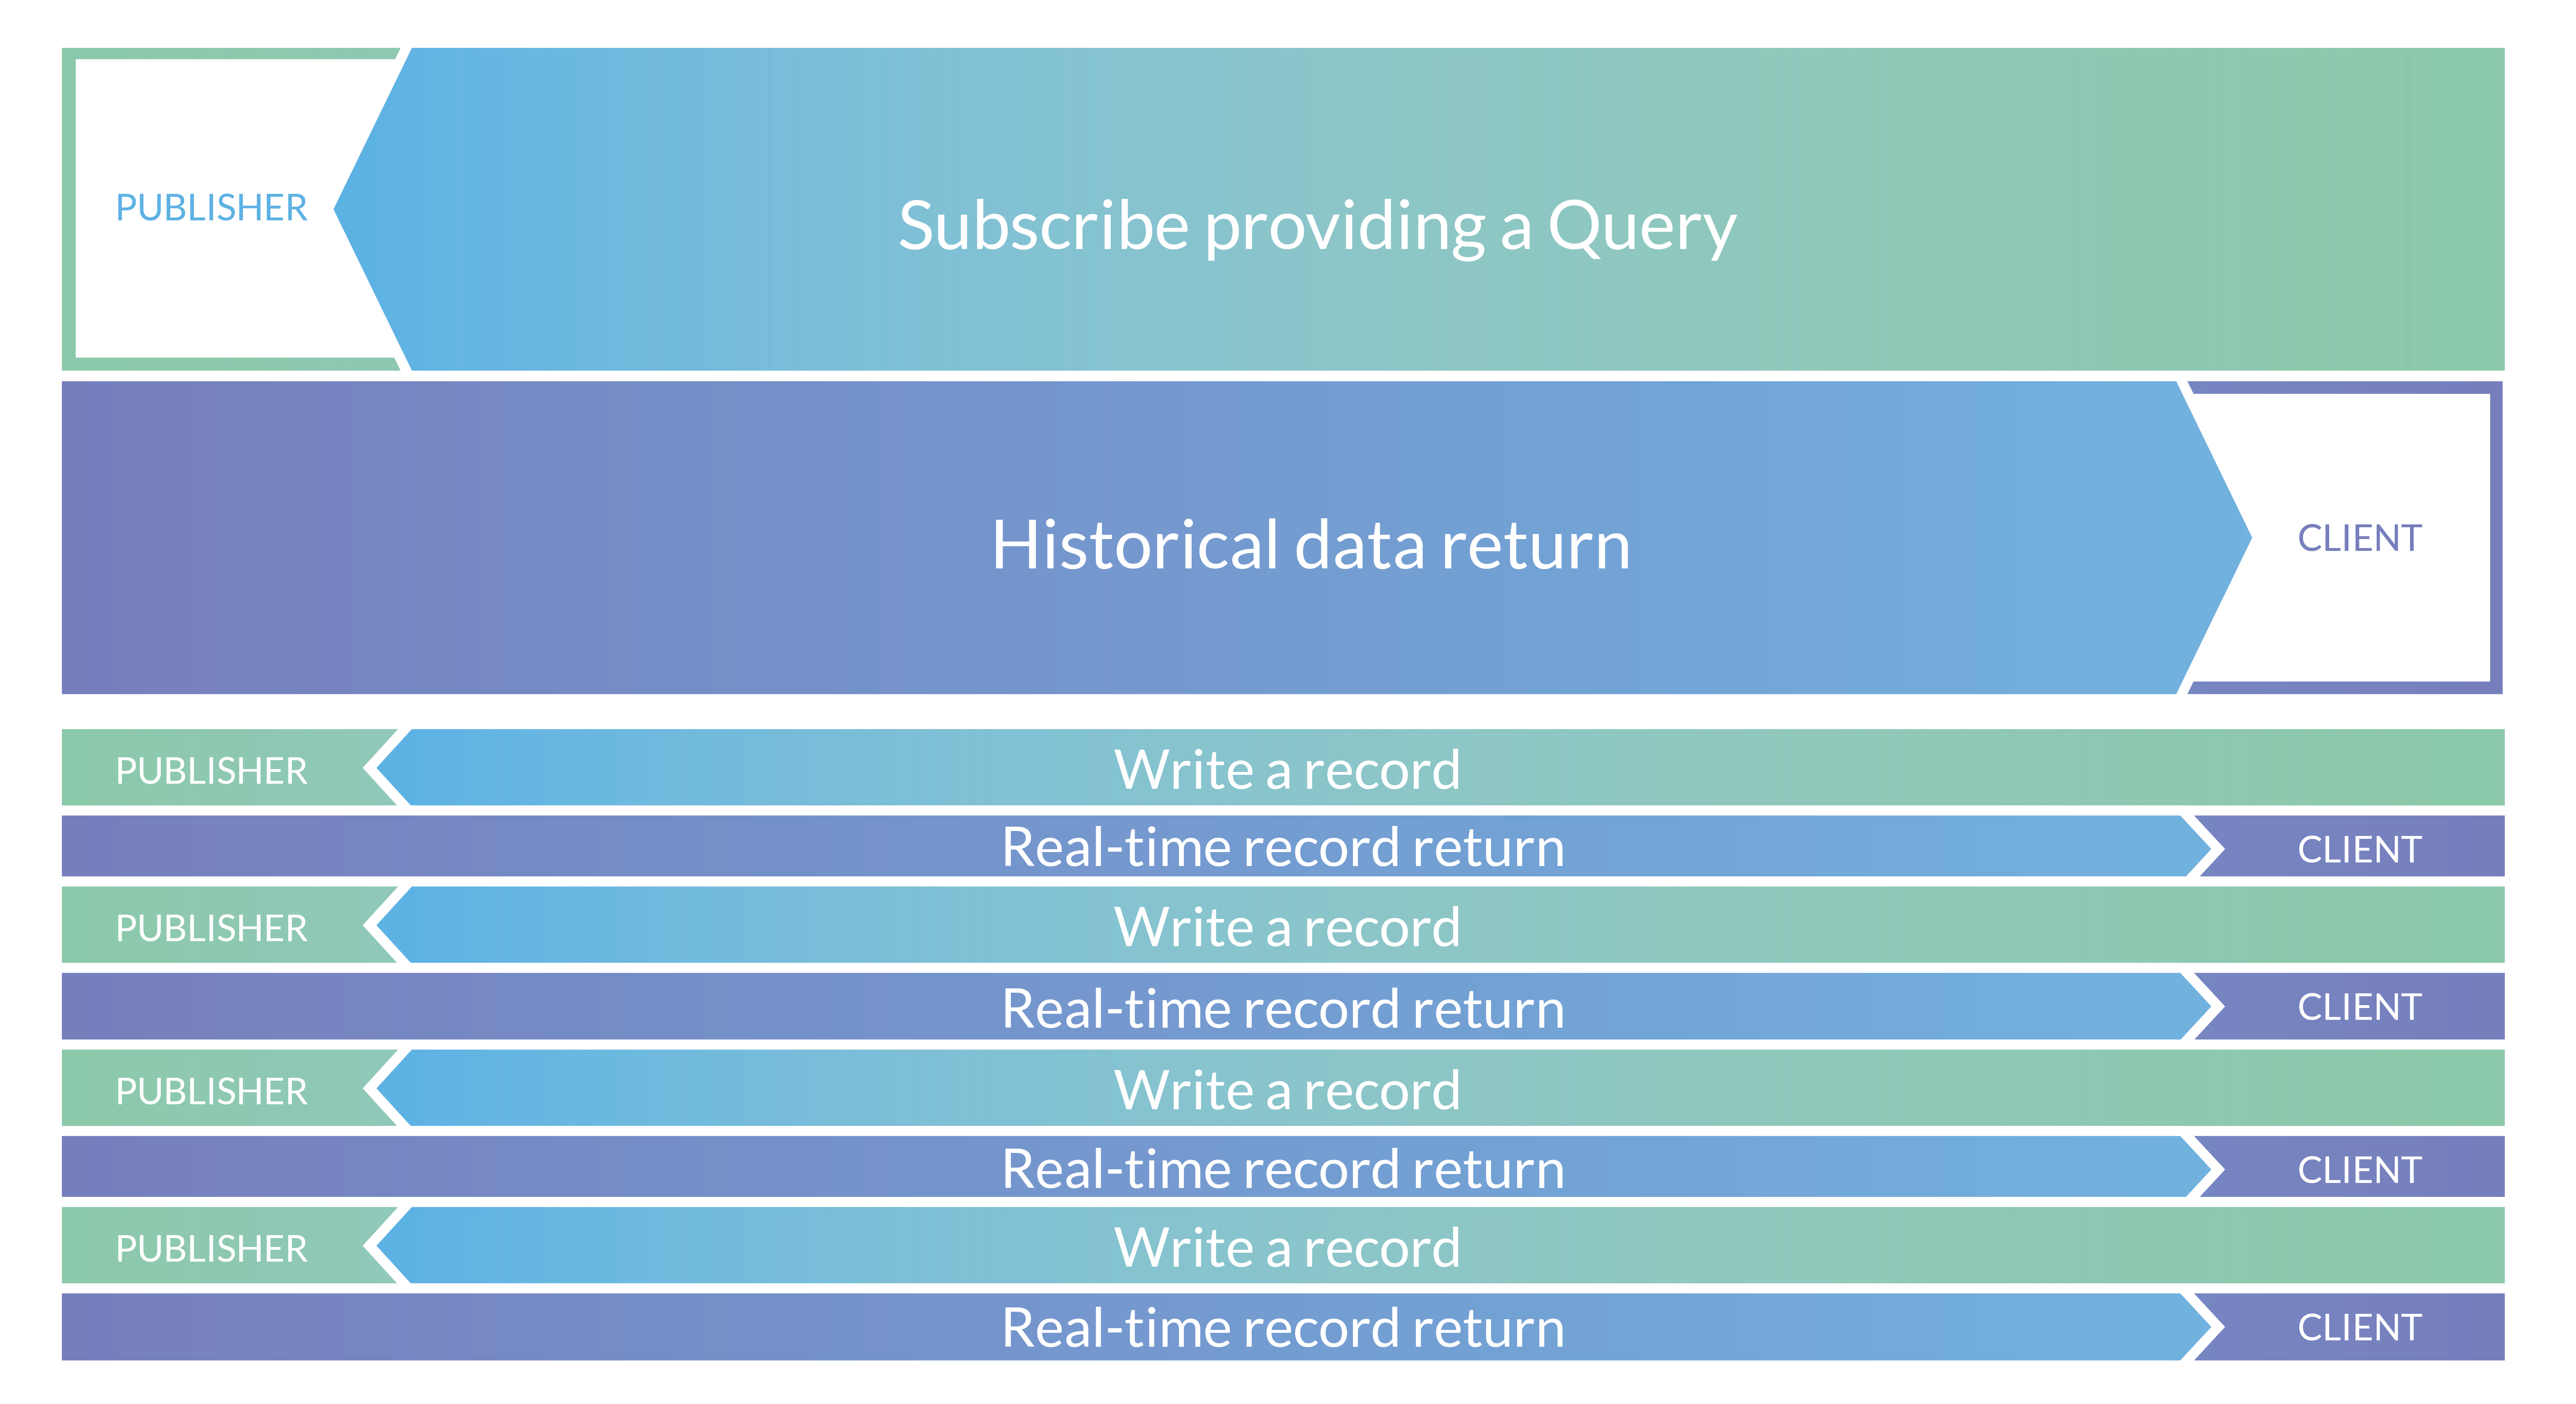 PUBLISHER
Subscribe providing a Query
Historical data return
CLIENT
PUBLISHER
Write a record
Real-time record return
CLIENT
PUBLISHER
Write a record
Real-time record return
CLIENT
PUBLISHER
Write a record
Real-time record return
CLIENT
PUBLISHER
Write a record
Real-time record return
CLIENT